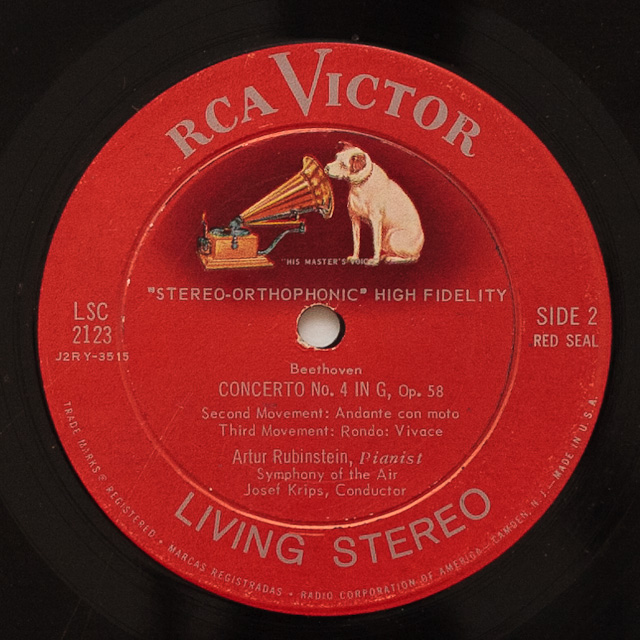 RCA VICTOR
"HIS MASTER'S VOICE"
"STEREO-ORTHOPHONIC" HIGH FIDELITY
LSC
2123
J2RY-3515
SIDE 2
RED SEAL
Beethoven
CONCERTO No. 4 IN G, Op. 58
Second Movement: Andante con moto
Third Movement: Rondo: Vivace
Artur Rubinstein, Pianist
Symphony of the Air
Josef Krips, Conductor
LIVING STEREO
TRADE MARKS ® REGISTERED • MARCAS REGISTRADAS • RADIO CORPORATION OF AMERICA—CAMDEN, N. J.—MADE IN U.S.A.